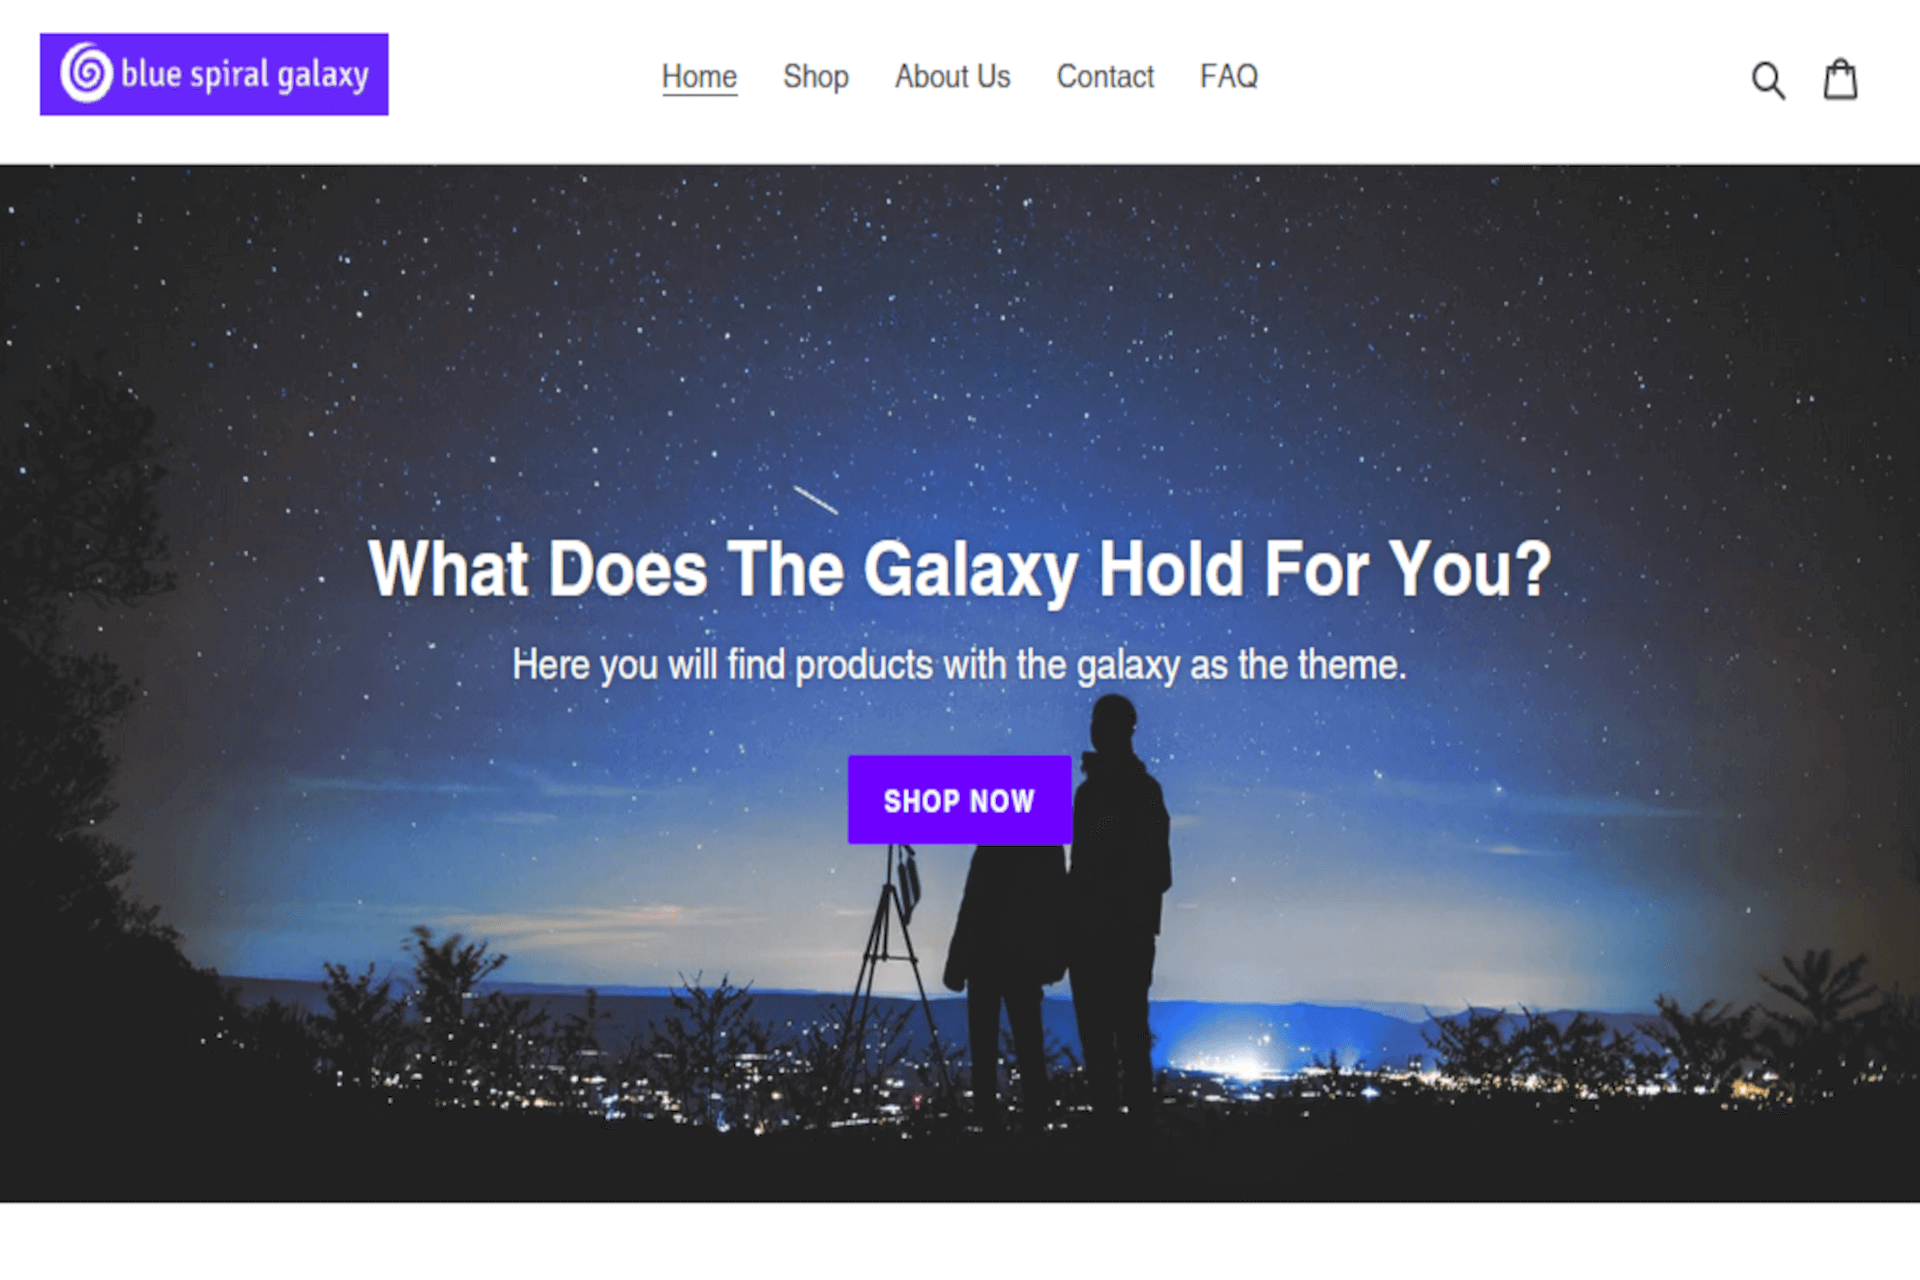 blue spiral galaxy
Home Shop About Us Contact FAQ
What Does The Galaxy Hold For You?
Here you will find products with the galaxy as the theme.
SHOP NOW